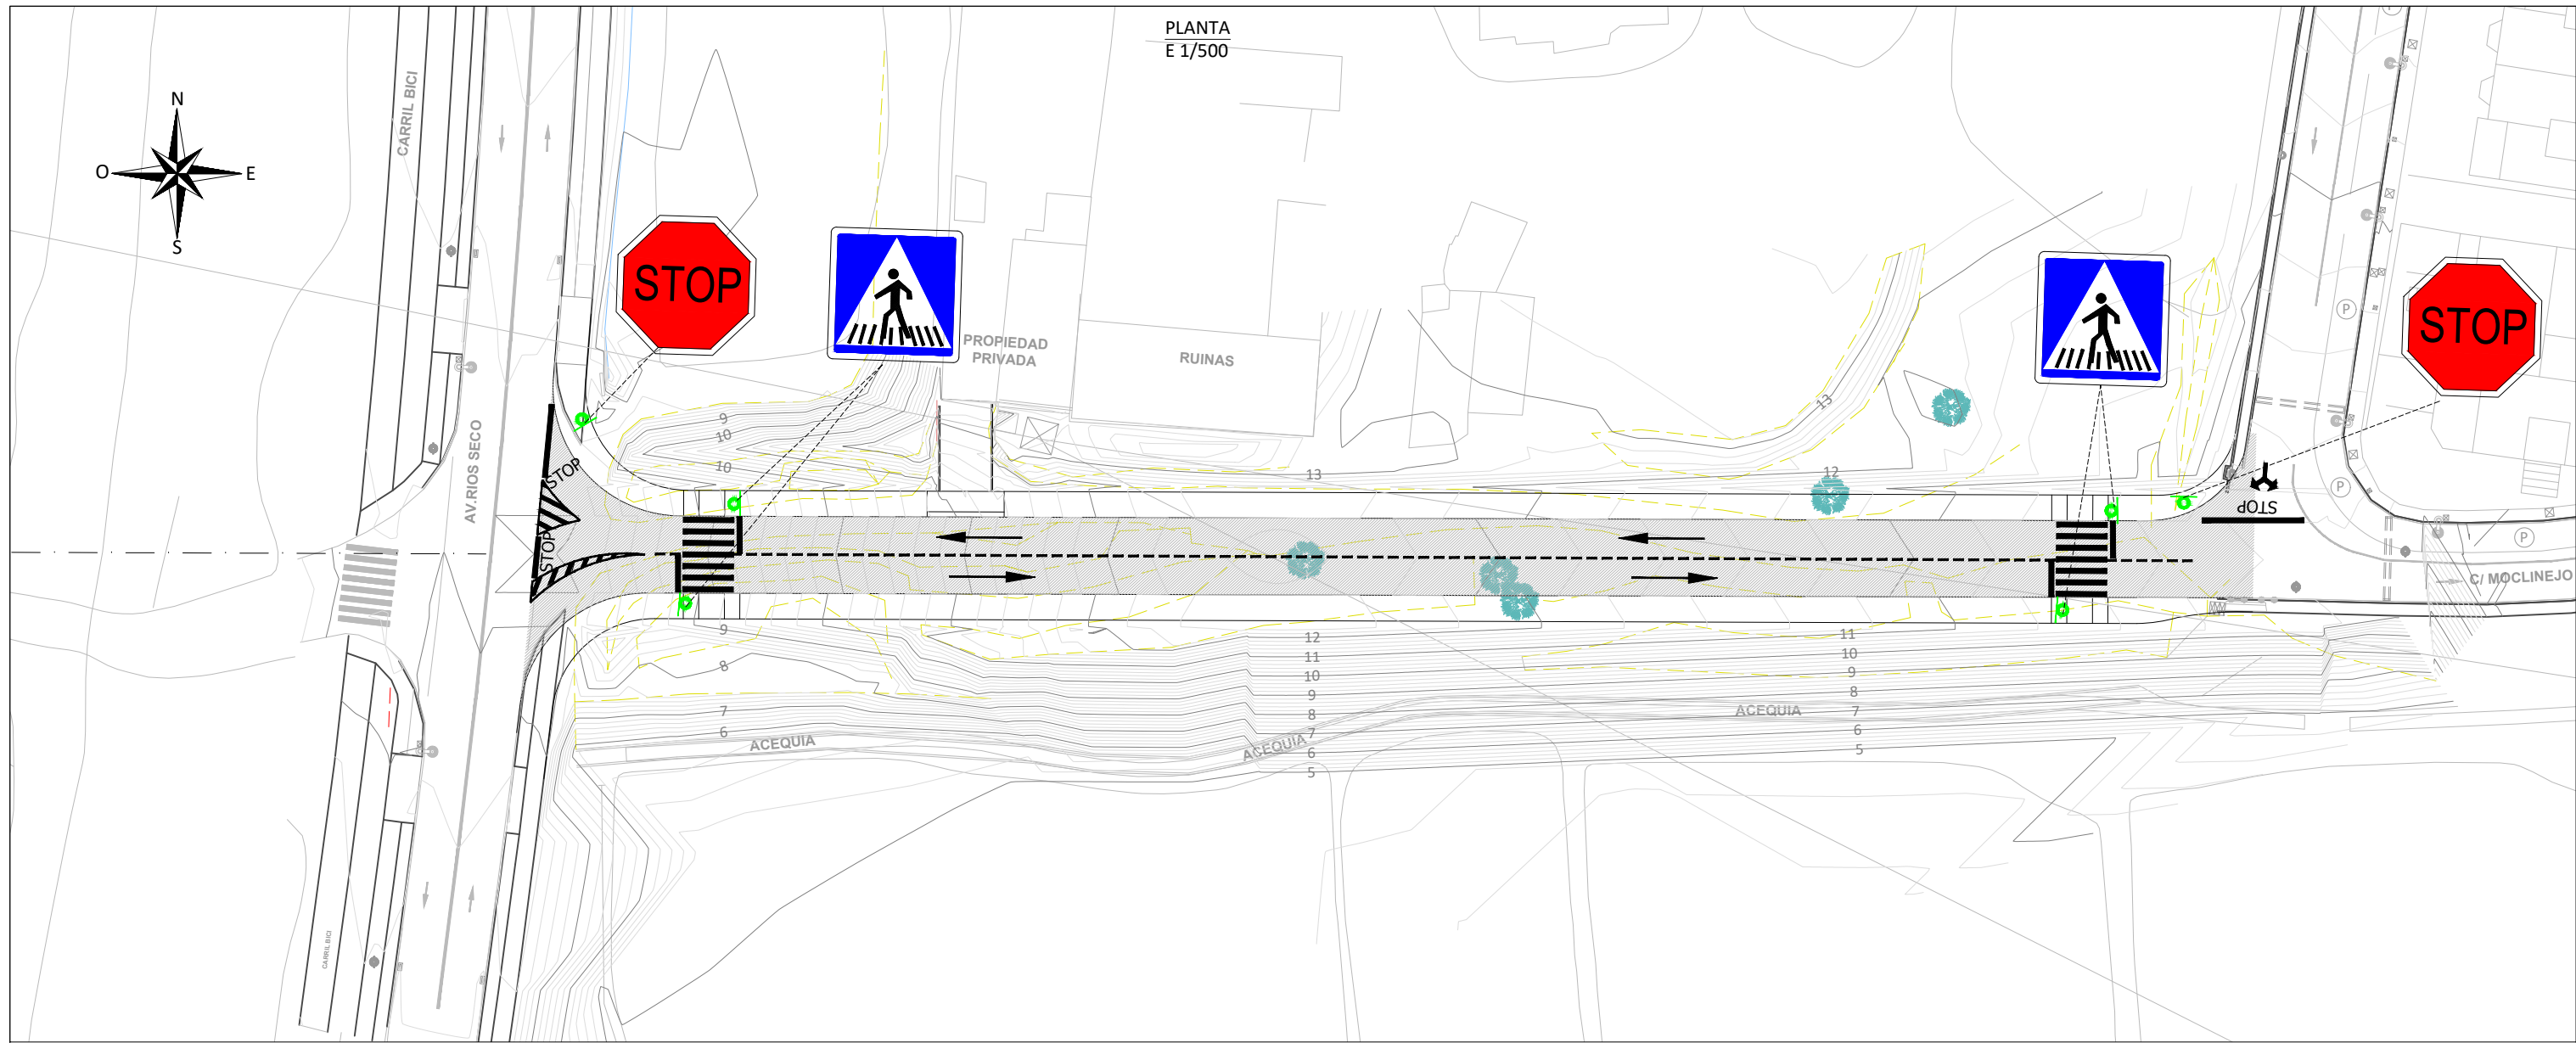 PLANTA
E 1/500
N
O
E
S
CARRIL BICI
AV.RIOS SECO
CARRIL BICI
STOP
STOP
STOP
STOP
STOP
PROPIEDAD
PRIVADA
RUINAS
9
10
10
13
13
12
P
P
P
P
C/ MOCLINEJO
9
8
7
6
12
11
10
9
8
7
6
5
11
10
9
8
7
6
5
ACEQUIA
ACEQUIA
ACEQUIA